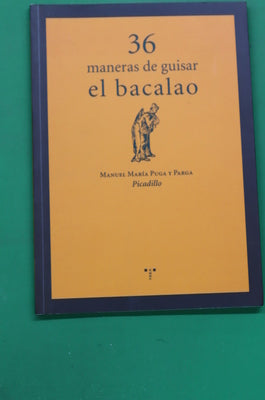 36
maneras de guisar
el bacalao
Manuel María Puga y Parga
Picadillo